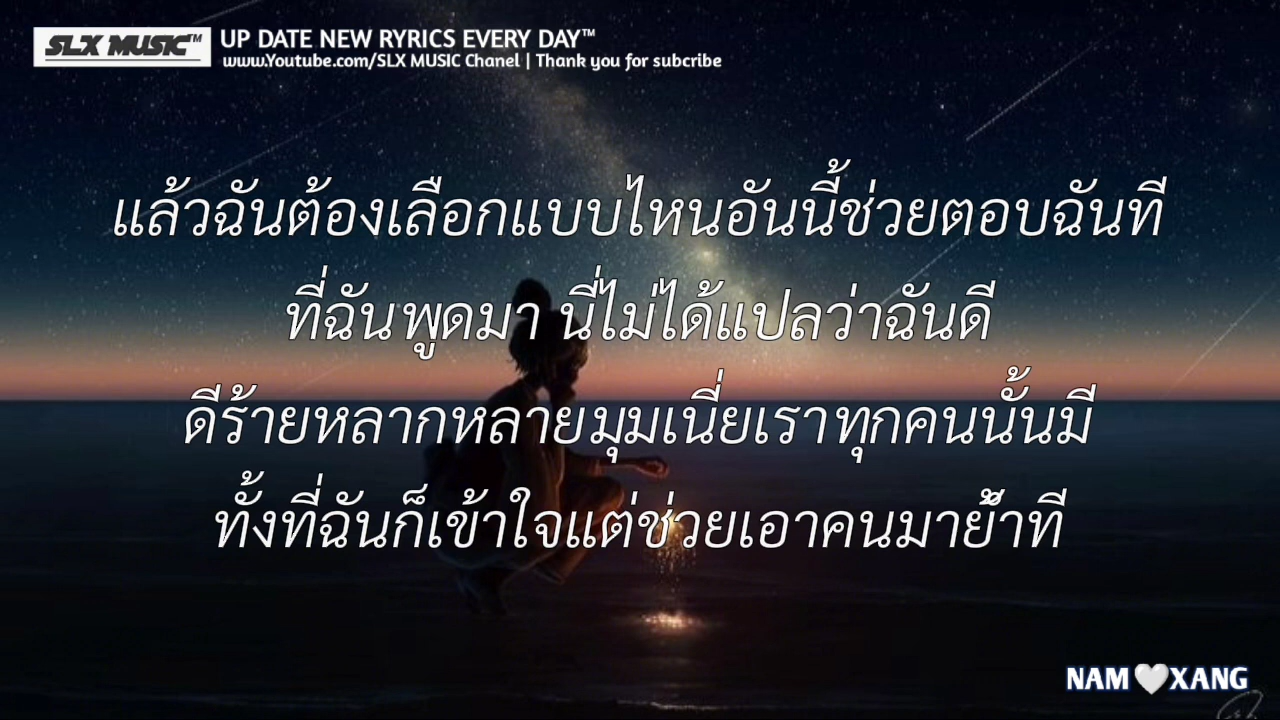 SLX MUSIC™
UP DATE NEW RYRICS EVERY DAY™
www.Youtube.com/SLX MUSIC Chanel | Thank you for subcribe
แล้วฉันต้องเลือกแบบไหนอันนี้ช่วยตอบฉันที
ที่ฉันพูดมา นี่ไม่ได้แปลว่าฉันดี
ดีร้ายหลากหลายมุมเนี่ยเราทุกคนนั้นมี
ทั้งที่ฉันก็เข้าใจแต่ช่วยเอาคนมาย้ำที
NAM🤍XANG